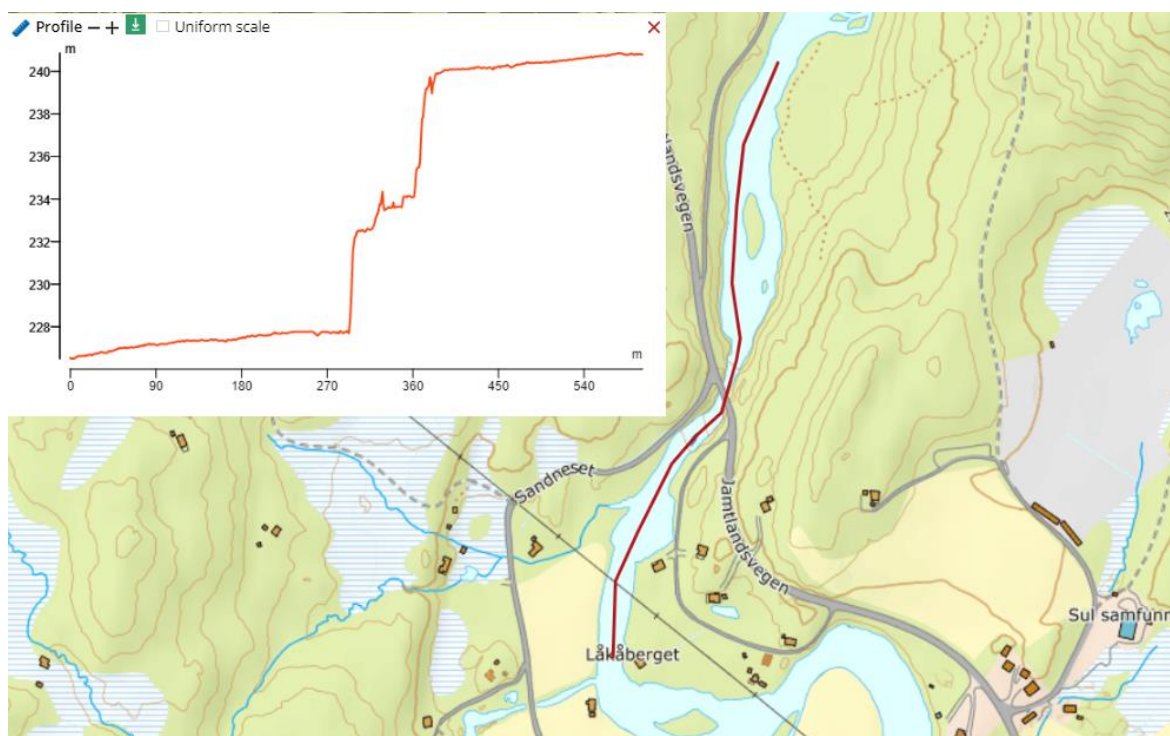 Profile
Uniform scale
m
240
238
236
234
232
230
228
m
0
90
180
270
360
450
540
landsvegen
Sandneset
Jamtlandsvegen
Låkåberget
Sul samfunn